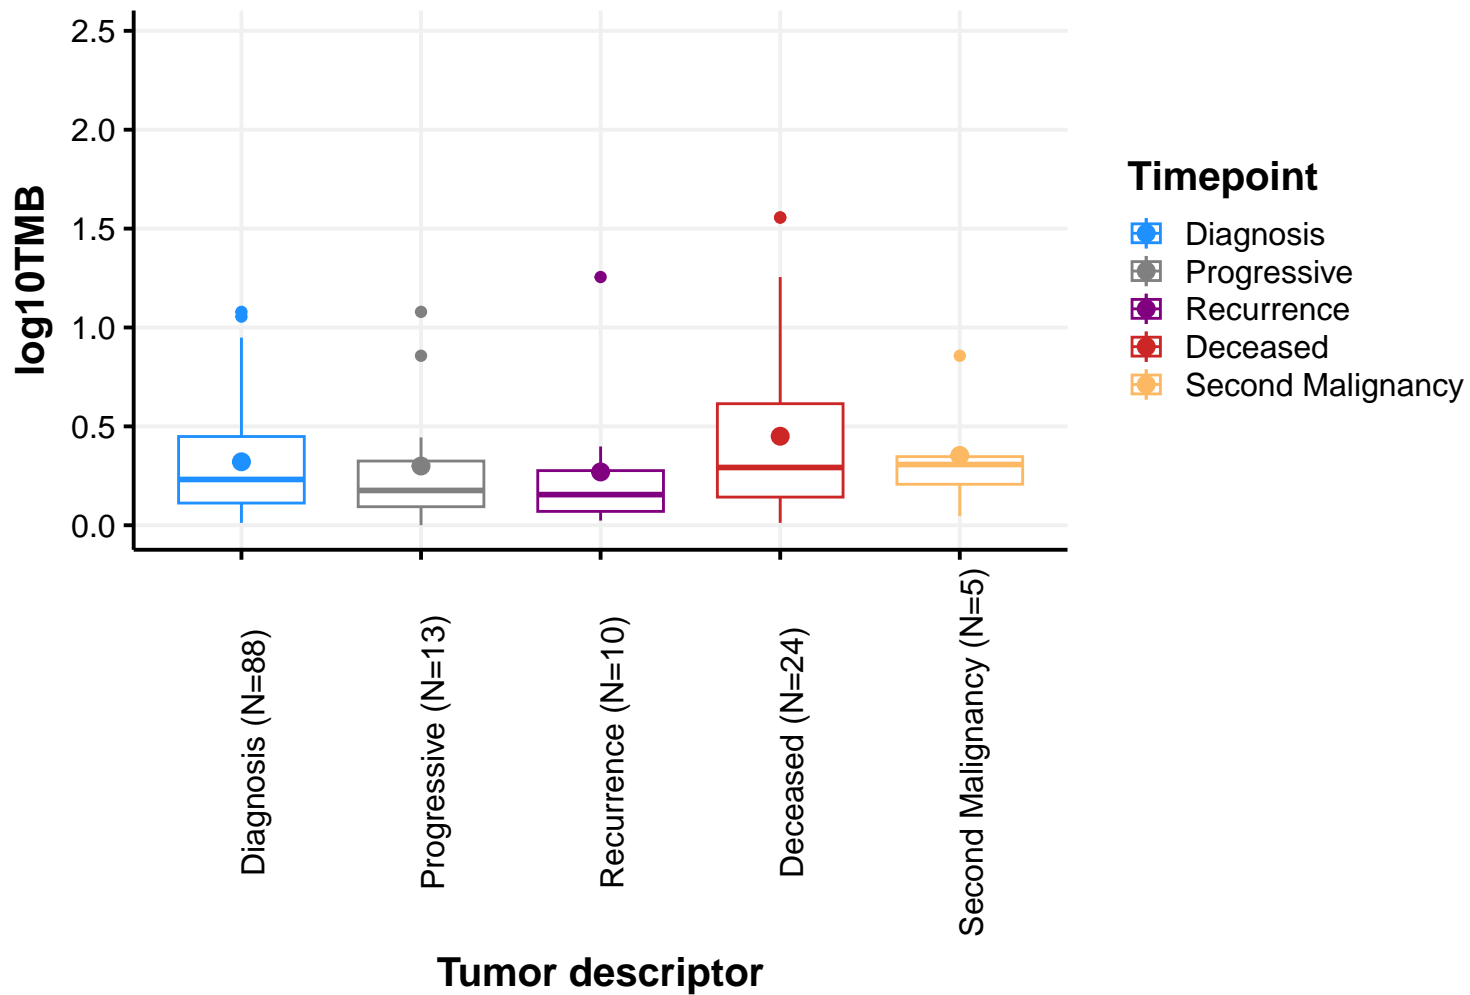 2.5
2.0
1.5
1.0
0.5
0.0
log10TMB
Diagnosis (N=88)
Progressive (N=13)
Recurrence (N=10)
Deceased (N=24)
Second Malignancy (N=5)
Tumor descriptor
Timepoint
Diagnosis
Progressive
Recurrence
Deceased
Second Malignancy